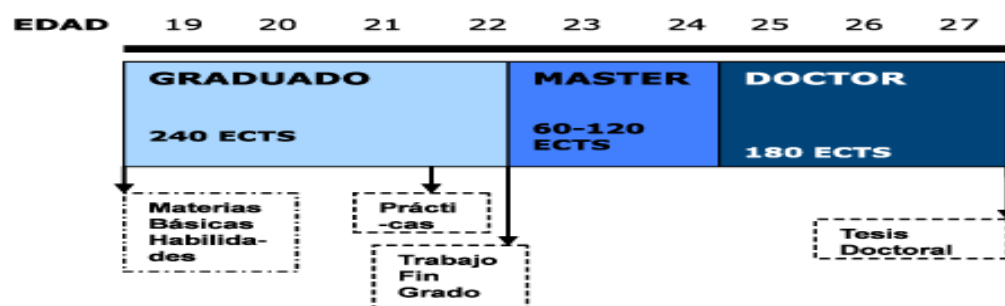 EDAD 19 20 21 22 23 24 25 26 27
GRADUADO
240 ECTS
MASTER
60-120
ECTS
DOCTOR
180 ECTS
Materias
Básicas
Habilida-
des
Prácti
-cas
Trabajo
Fin
Grado
Tesis
Doctoral